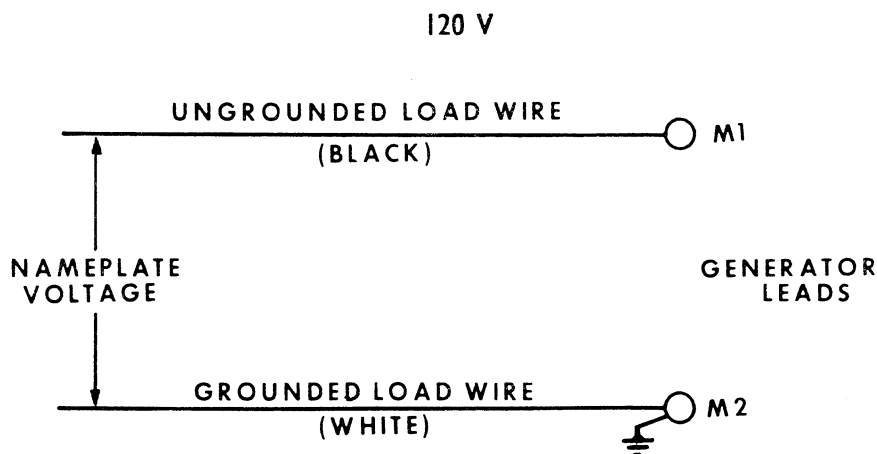 120 V
UNGROUNDED LOAD WIRE
(BLACK)
M1
NAMEPLATE
VOLTAGE
GENERATOR
LEADS
GROUNDED LOAD WIRE
(WHITE)
M2